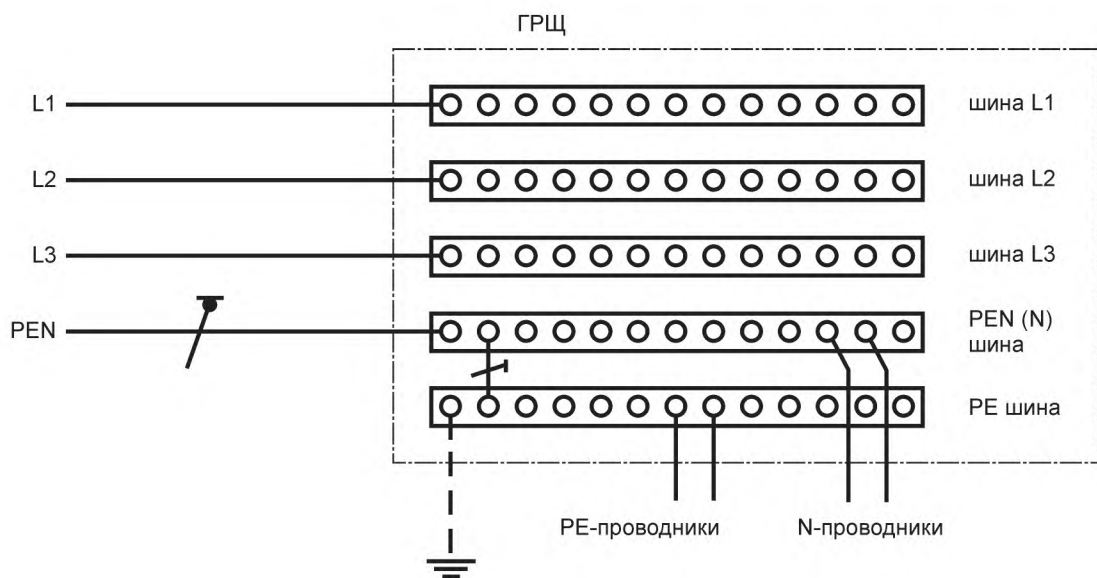 ГРЩ
L1
шина L1
L2
шина L2
L3
шина L3
PEN
PEN (N)
шина
PE шина
PE-проводники
N-проводники